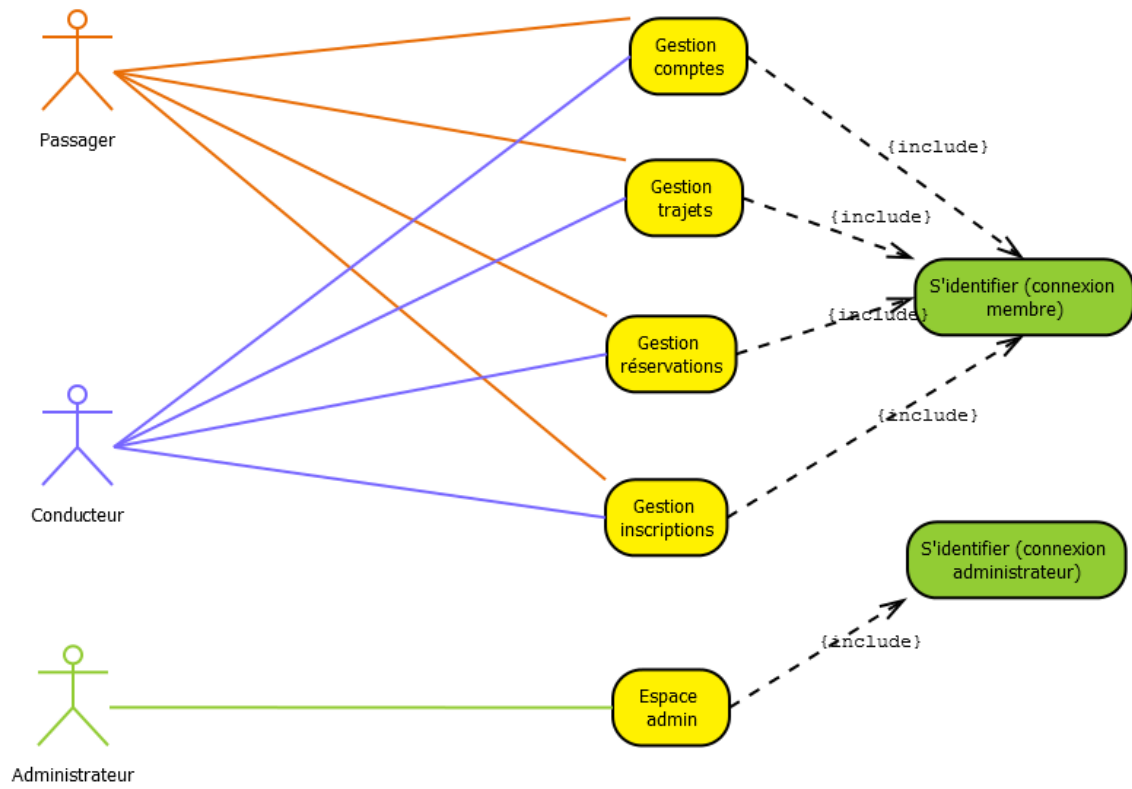 Gestion
comptes
Passager
{include}
Gestion
trajets
{include}
S'identifier (connexion
membre)
{include}
Gestion
réservations
Conducteur
{include}
Gestion
inscriptions
S'identifier (connexion
administrateur)
{include}
Espace
admin
Administrateur